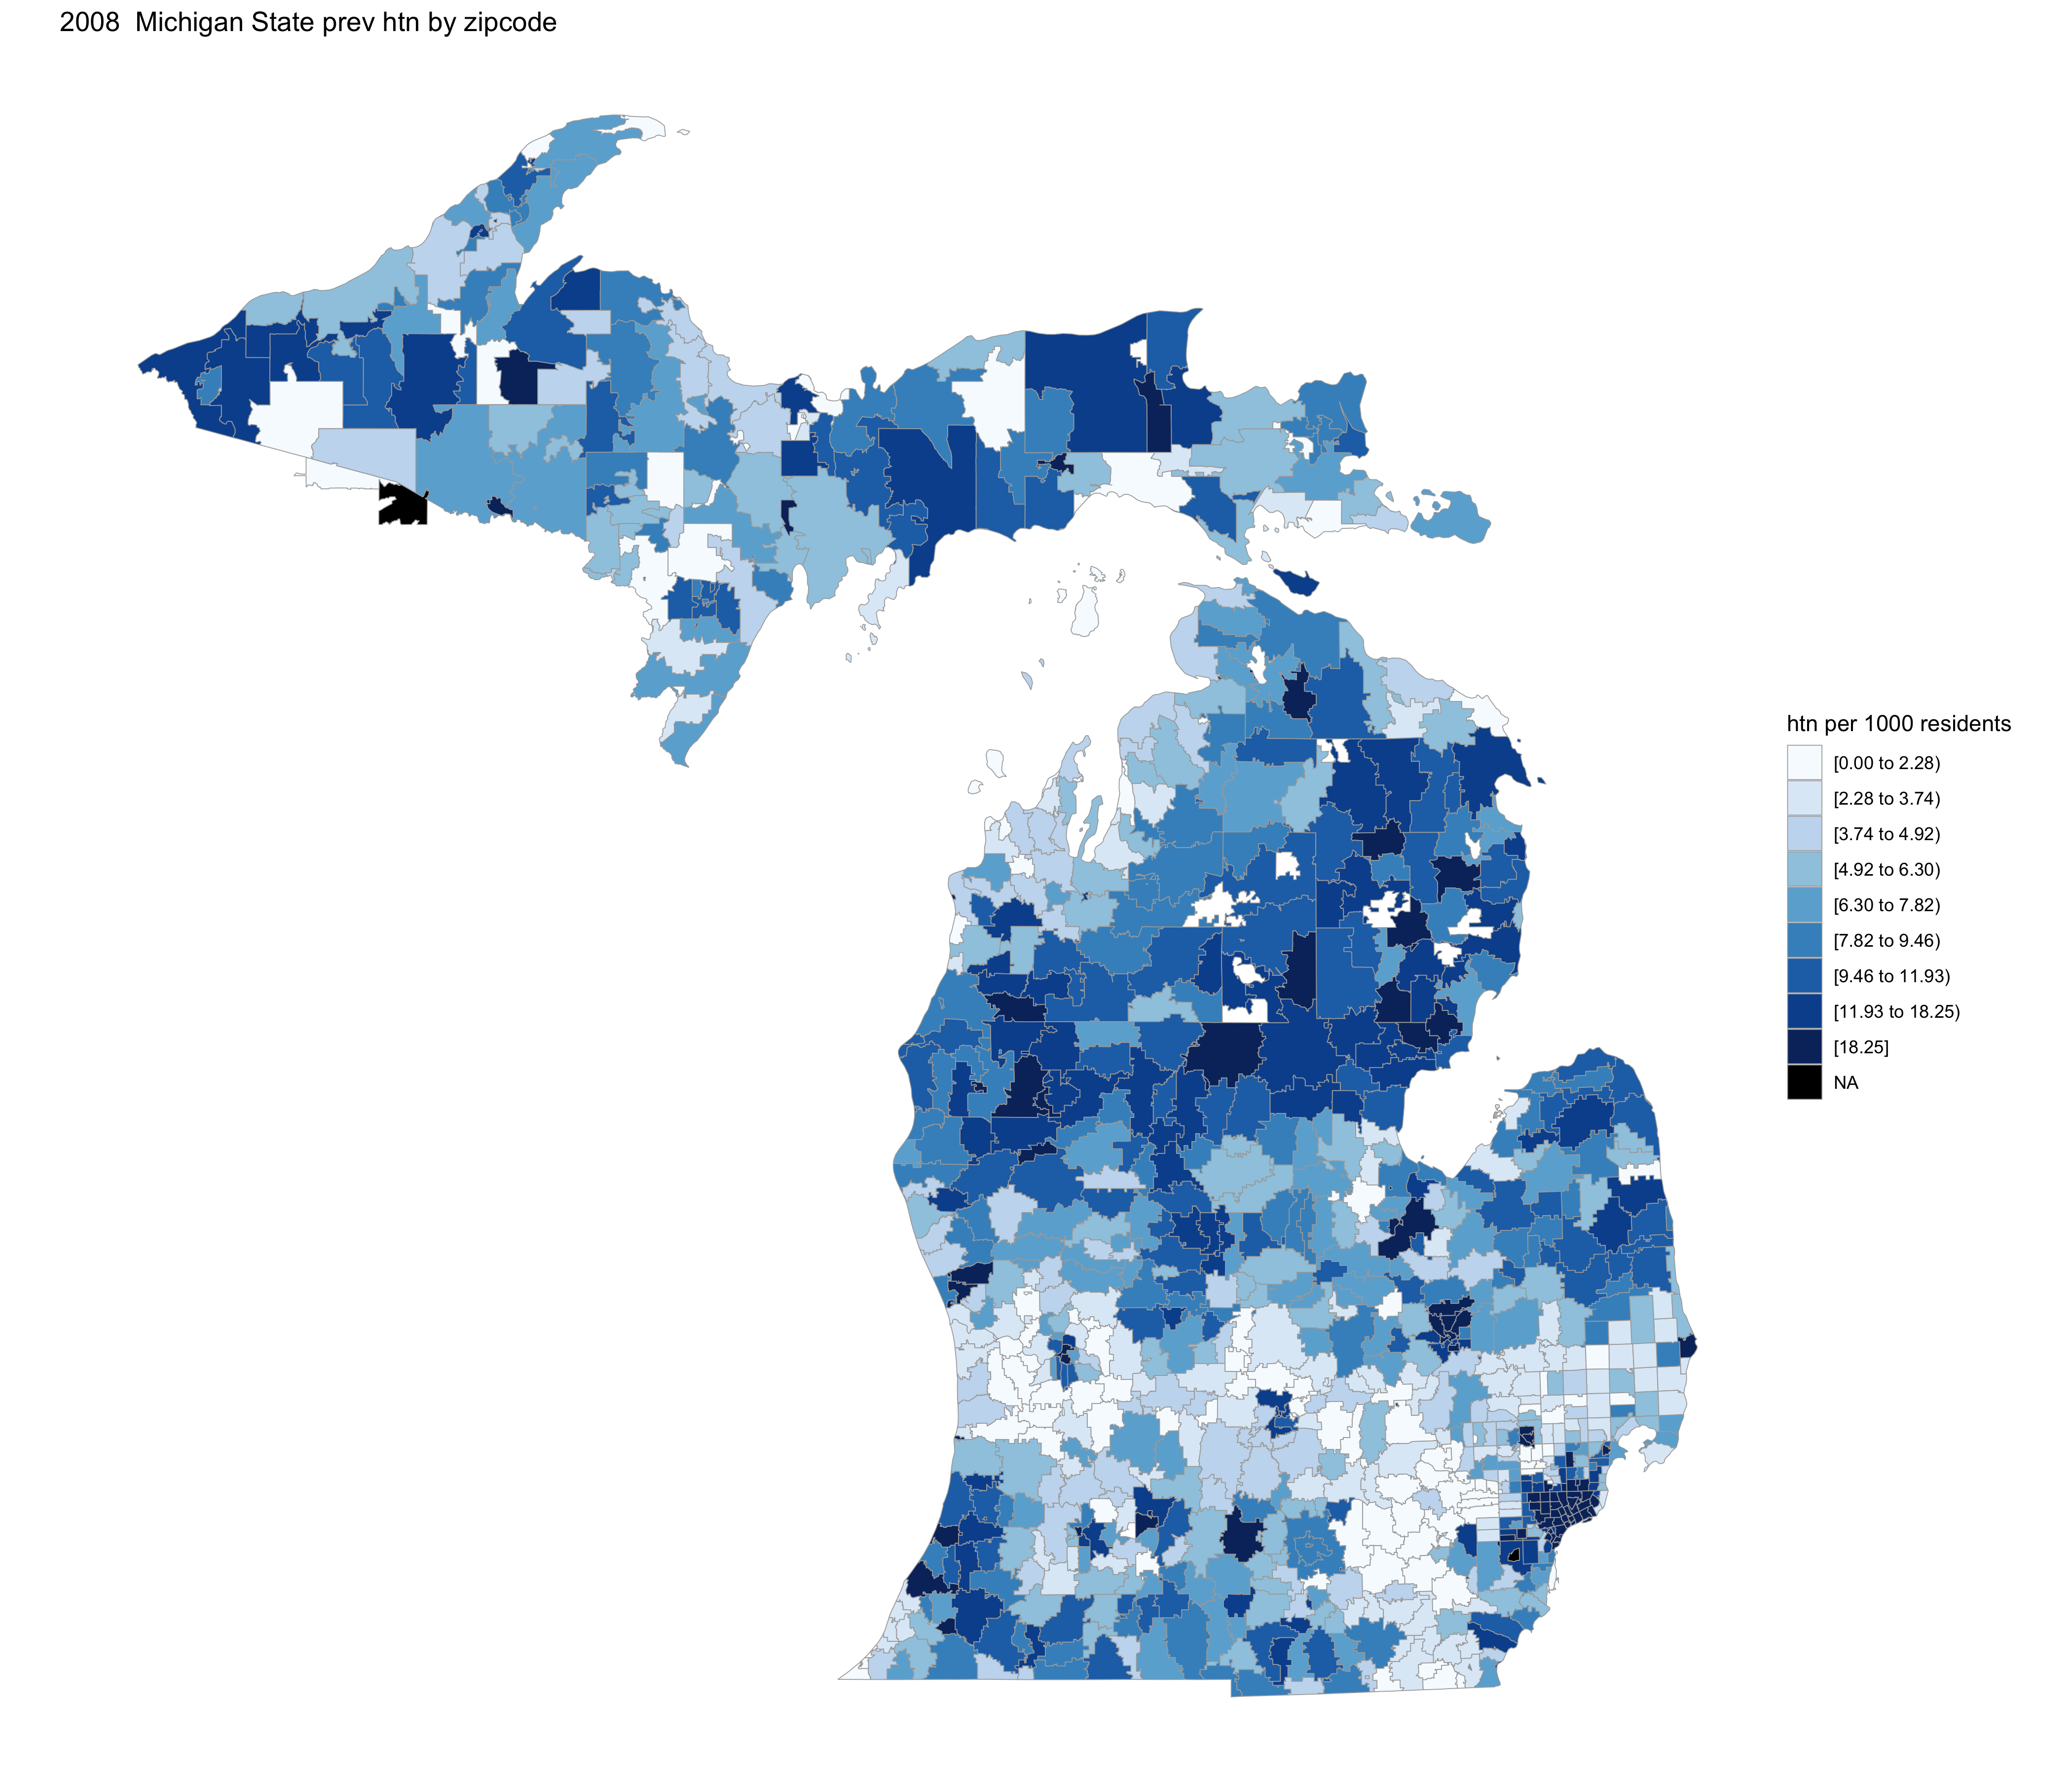 2008  Michigan State prev htn by zipcode
htn per 1000 residents
[0.00 to 2.28)
[2.28 to 3.74)
[3.74 to 4.92)
[4.92 to 6.30)
[6.30 to 7.82)
[7.82 to 9.46)
[9.46 to 11.93)
[11.93 to 18.25)
[18.25]
NA